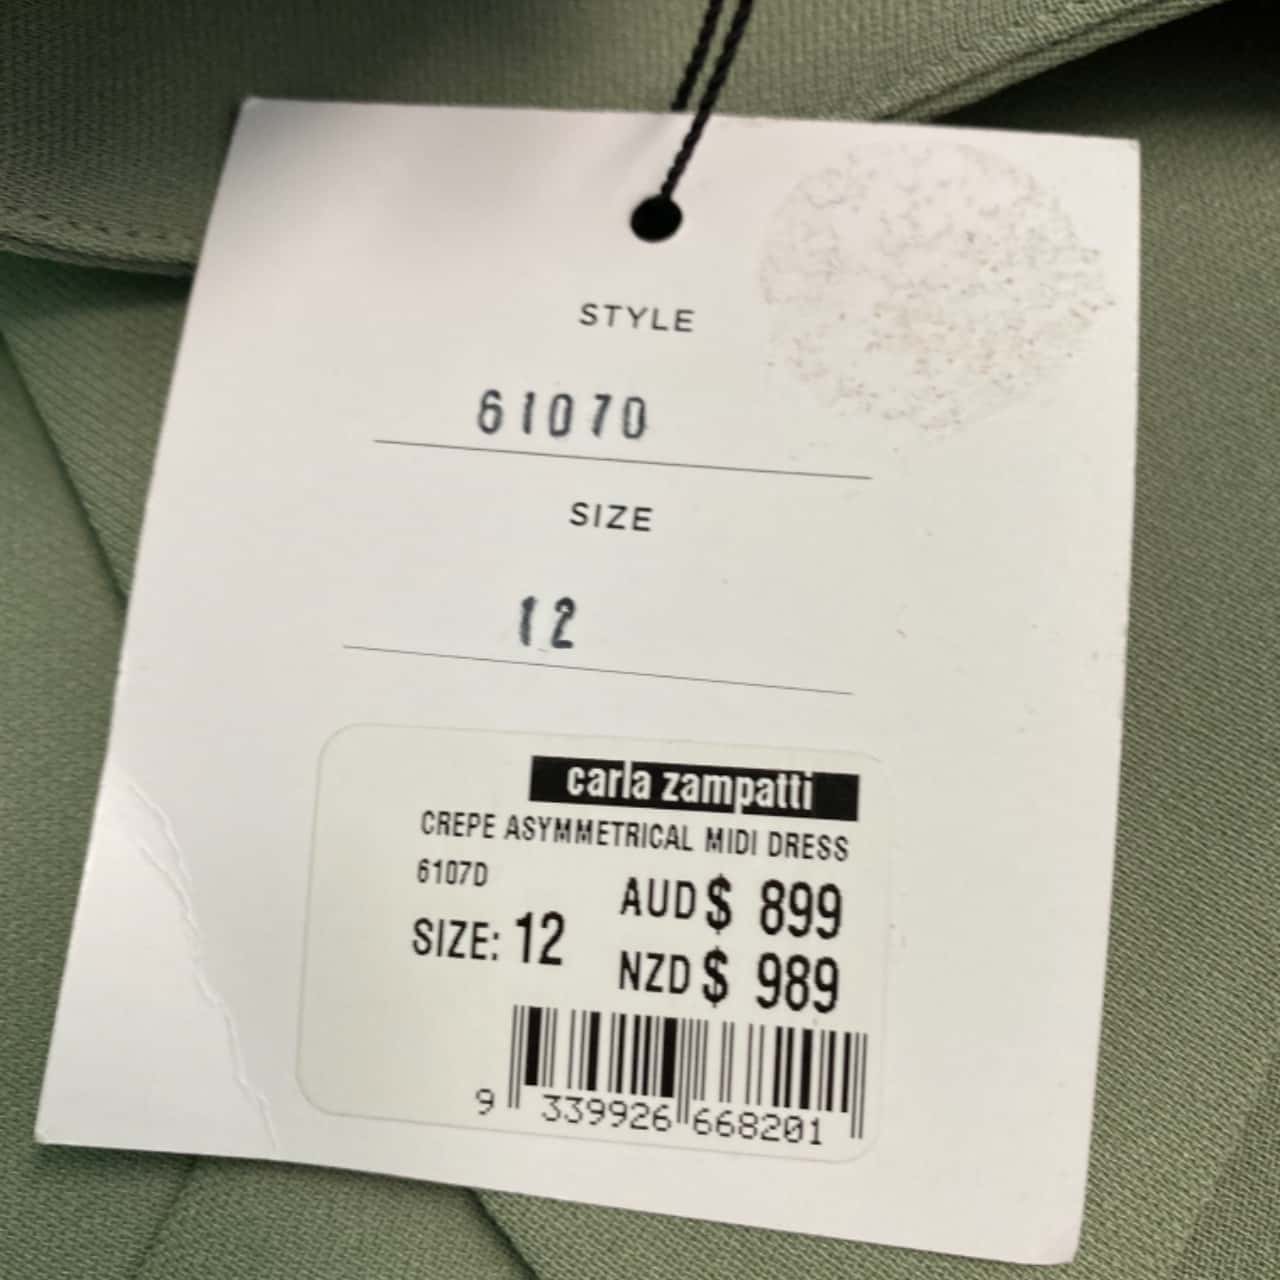 STYLE
6107D
SIZE
12
carla zampatti
CREPE ASYMMETRICAL MIDI DRESS
6107D
AUD $ 899
SIZE: 12
NZD $ 989
9 339926 668201